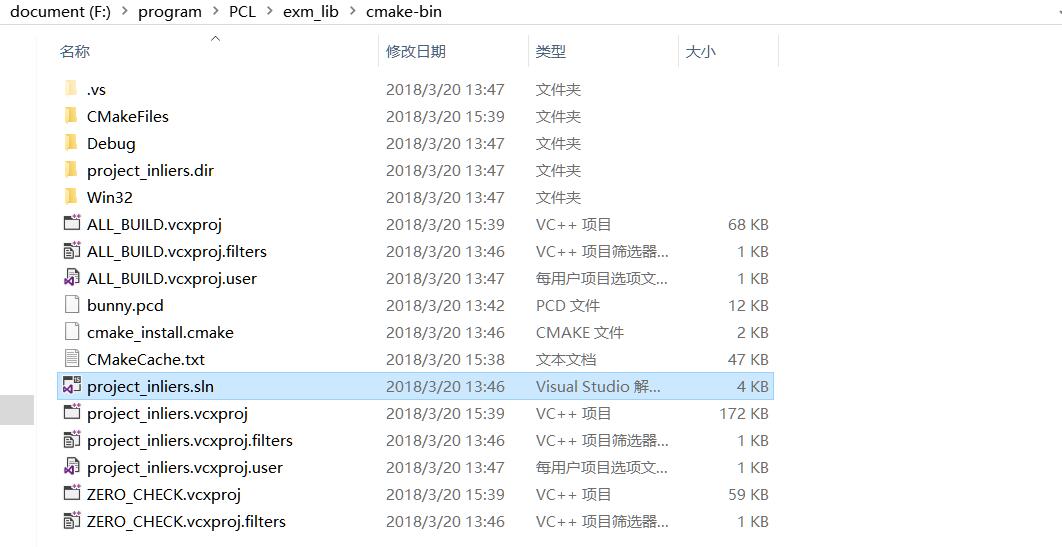 document (F:) > program > PCL > exm_lib > cmake-bin
名称 修改日期 类型 大小
.vs 2018/3/20 13:47 文件夹
CMakeFiles 2018/3/20 15:39 文件夹
Debug 2018/3/20 13:47 文件夹
project_inliers.dir 2018/3/20 13:47 文件夹
Win32 2018/3/20 13:47 文件夹
ALL_BUILD.vcxproj 2018/3/20 15:39 VC++ 项目 68 KB
ALL_BUILD.vcxproj.filters 2018/3/20 13:46 VC++ 项目筛选器... 1 KB
ALL_BUILD.vcxproj.user 2018/3/20 13:47 每用户项目选项文... 1 KB
bunny.pcd 2018/3/20 13:42 PCD 文件 12 KB
cmake_install.cmake 2018/3/20 13:46 CMAKE 文件 2 KB
CMakeCache.txt 2018/3/20 15:38 文本文档 47 KB
project_inliers.sln 2018/3/20 13:46 Visual Studio 解... 4 KB
project_inliers.vcxproj 2018/3/20 15:39 VC++ 项目 172 KB
project_inliers.vcxproj.filters 2018/3/20 13:46 VC++ 项目筛选器... 1 KB
project_inliers.vcxproj.user 2018/3/20 13:47 每用户项目选项文... 1 KB
ZERO_CHECK.vcxproj 2018/3/20 15:39 VC++ 项目 59 KB
ZERO_CHECK.vcxproj.filters 2018/3/20 13:46 VC++ 项目筛选器... 1 KB